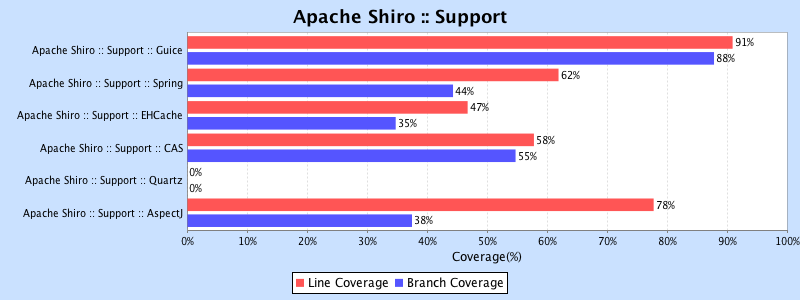 Apache Shiro :: Support
Apache Shiro :: Support :: Guice
91%
88%
Apache Shiro :: Support :: Spring
62%
44%
Apache Shiro :: Support :: EHCache
47%
35%
Apache Shiro :: Support :: CAS
58%
55%
Apache Shiro :: Support :: Quartz
0%
0%
Apache Shiro :: Support :: AspectJ
78%
38%
0% 10% 20% 30% 40% 50% 60% 70% 80% 90% 100%
Coverage(%)
Line Coverage Branch Coverage